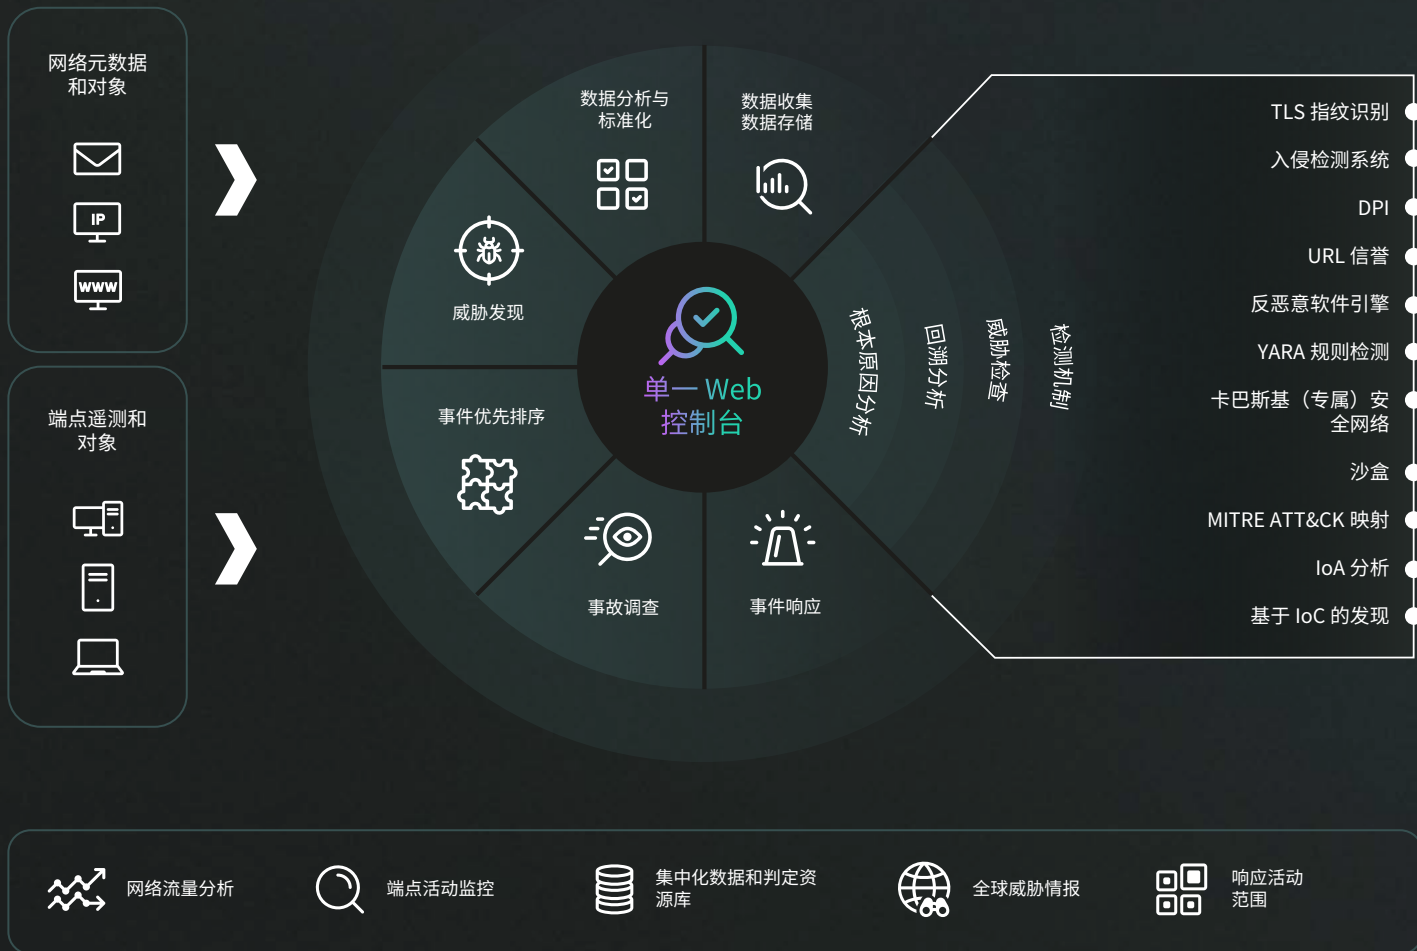 网络元数据
和对象
IP
www
端点遥测和
对象
数据分析与
标准化
数据收集
数据存储
威胁发现
事件优先排序
事故调查
事件响应
单一 Web
控制台
根本原因分析
回溯分析
威胁检查
检测机制
TLS 指纹识别
入侵检测系统
DPI
URL 信誉
反恶意软件引擎
YARA 规则检测
卡巴斯基（专属）安
全网络
沙盒
MITRE ATT&CK 映射
IoA 分析
基于 IoC 的发现
网络流量分析
端点活动监控
集中化数据和判定资
源库
全球威胁情报
响应活动
范围